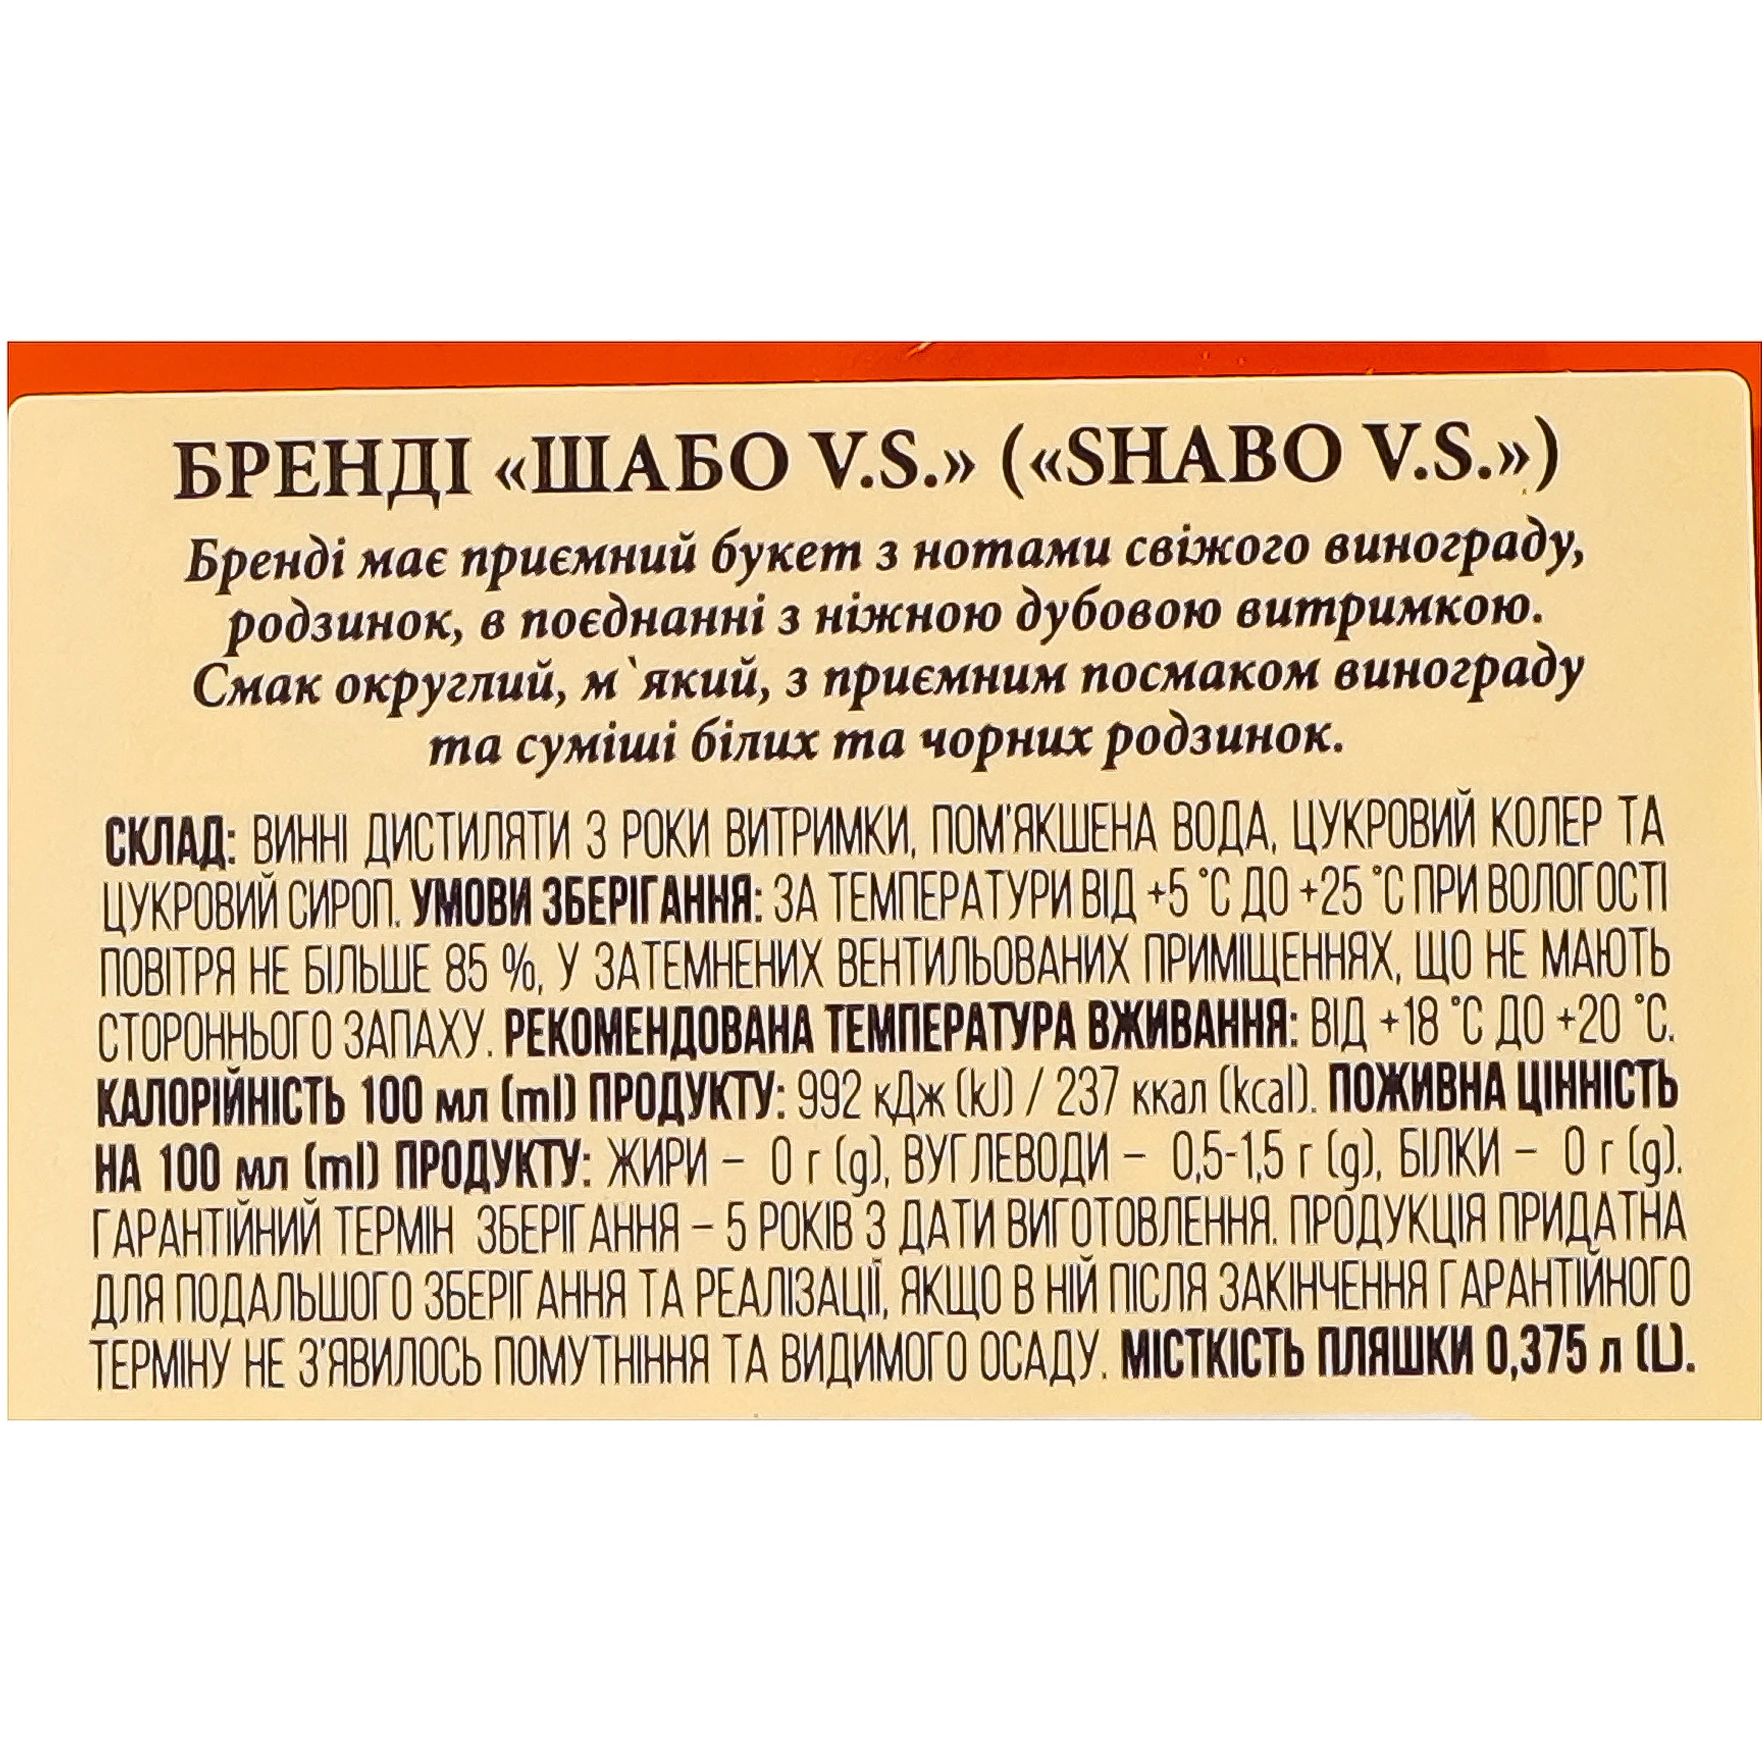 БРЕНДІ «ШАБО V.S.» («SHABO V.S.»)
Бренді має приємний букет з нотами свіжого винограду,
родзинок, в поєднанні з ніжною дубовою витримкою.
Смак округлий, м`який, з приємним посмаком винограду
та суміші білих та чорних родзинок.
СКЛАД: ВИННІ ДИСТИЛЯТИ 3 РОКИ ВИТРИМКИ, ПОМ'ЯКШЕНА ВОДА, ЦУКРОВИЙ КОЛЕР ТА
ЦУКРОВИЙ СИРОП. УМОВИ ЗБЕРІГАННЯ: ЗА ТЕМПЕРАТУРИ ВІД +5 °С ДО +25 °С ПРИ ВОЛОГОСТІ
ПОВІТРЯ НЕ БІЛЬШЕ 85 %, У ЗАТЕМНЕНИХ ВЕНТИЛЬОВАНИХ ПРИМІЩЕННЯХ, ЩО НЕ МАЮТЬ
СТОРОННЬОГО ЗАПАХУ. РЕКОМЕНДОВАНА ТЕМПЕРАТУРА ВЖИВАННЯ: ВІД +18 °С ДО +20 °С.
КАЛОРІЙНІСТЬ 100 мл (ml) ПРОДУКТУ: 992 кДж (kJ) / 237 ккал (kcal). ПОЖИВНА ЦІННІСТЬ
НА 100 мл (ml) ПРОДУКТУ: ЖИРИ – 0 г (g), ВУГЛЕВОДИ – 0,5-1,5 г (g), БІЛКИ – 0 г (g).
ГАРАНТІЙНИЙ ТЕРМІН ЗБЕРІГАННЯ – 5 РОКІВ З ДАТИ ВИГОТОВЛЕННЯ. ПРОДУКЦІЯ ПРИДАТНА
ДЛЯ ПОДАЛЬШОГО ЗБЕРІГАННЯ ТА РЕАЛІЗАЦІЇ, ЯКЩО В НІЙ ПІСЛЯ ЗАКІНЧЕННЯ ГАРАНТІЙНОГО
ТЕРМІНУ НЕ З'ЯВИЛОСЬ ПОМУТНІННЯ ТА ВИДИМОГО ОСАДУ. МІСТКІСТЬ ПЛЯШКИ 0,375 л (L).